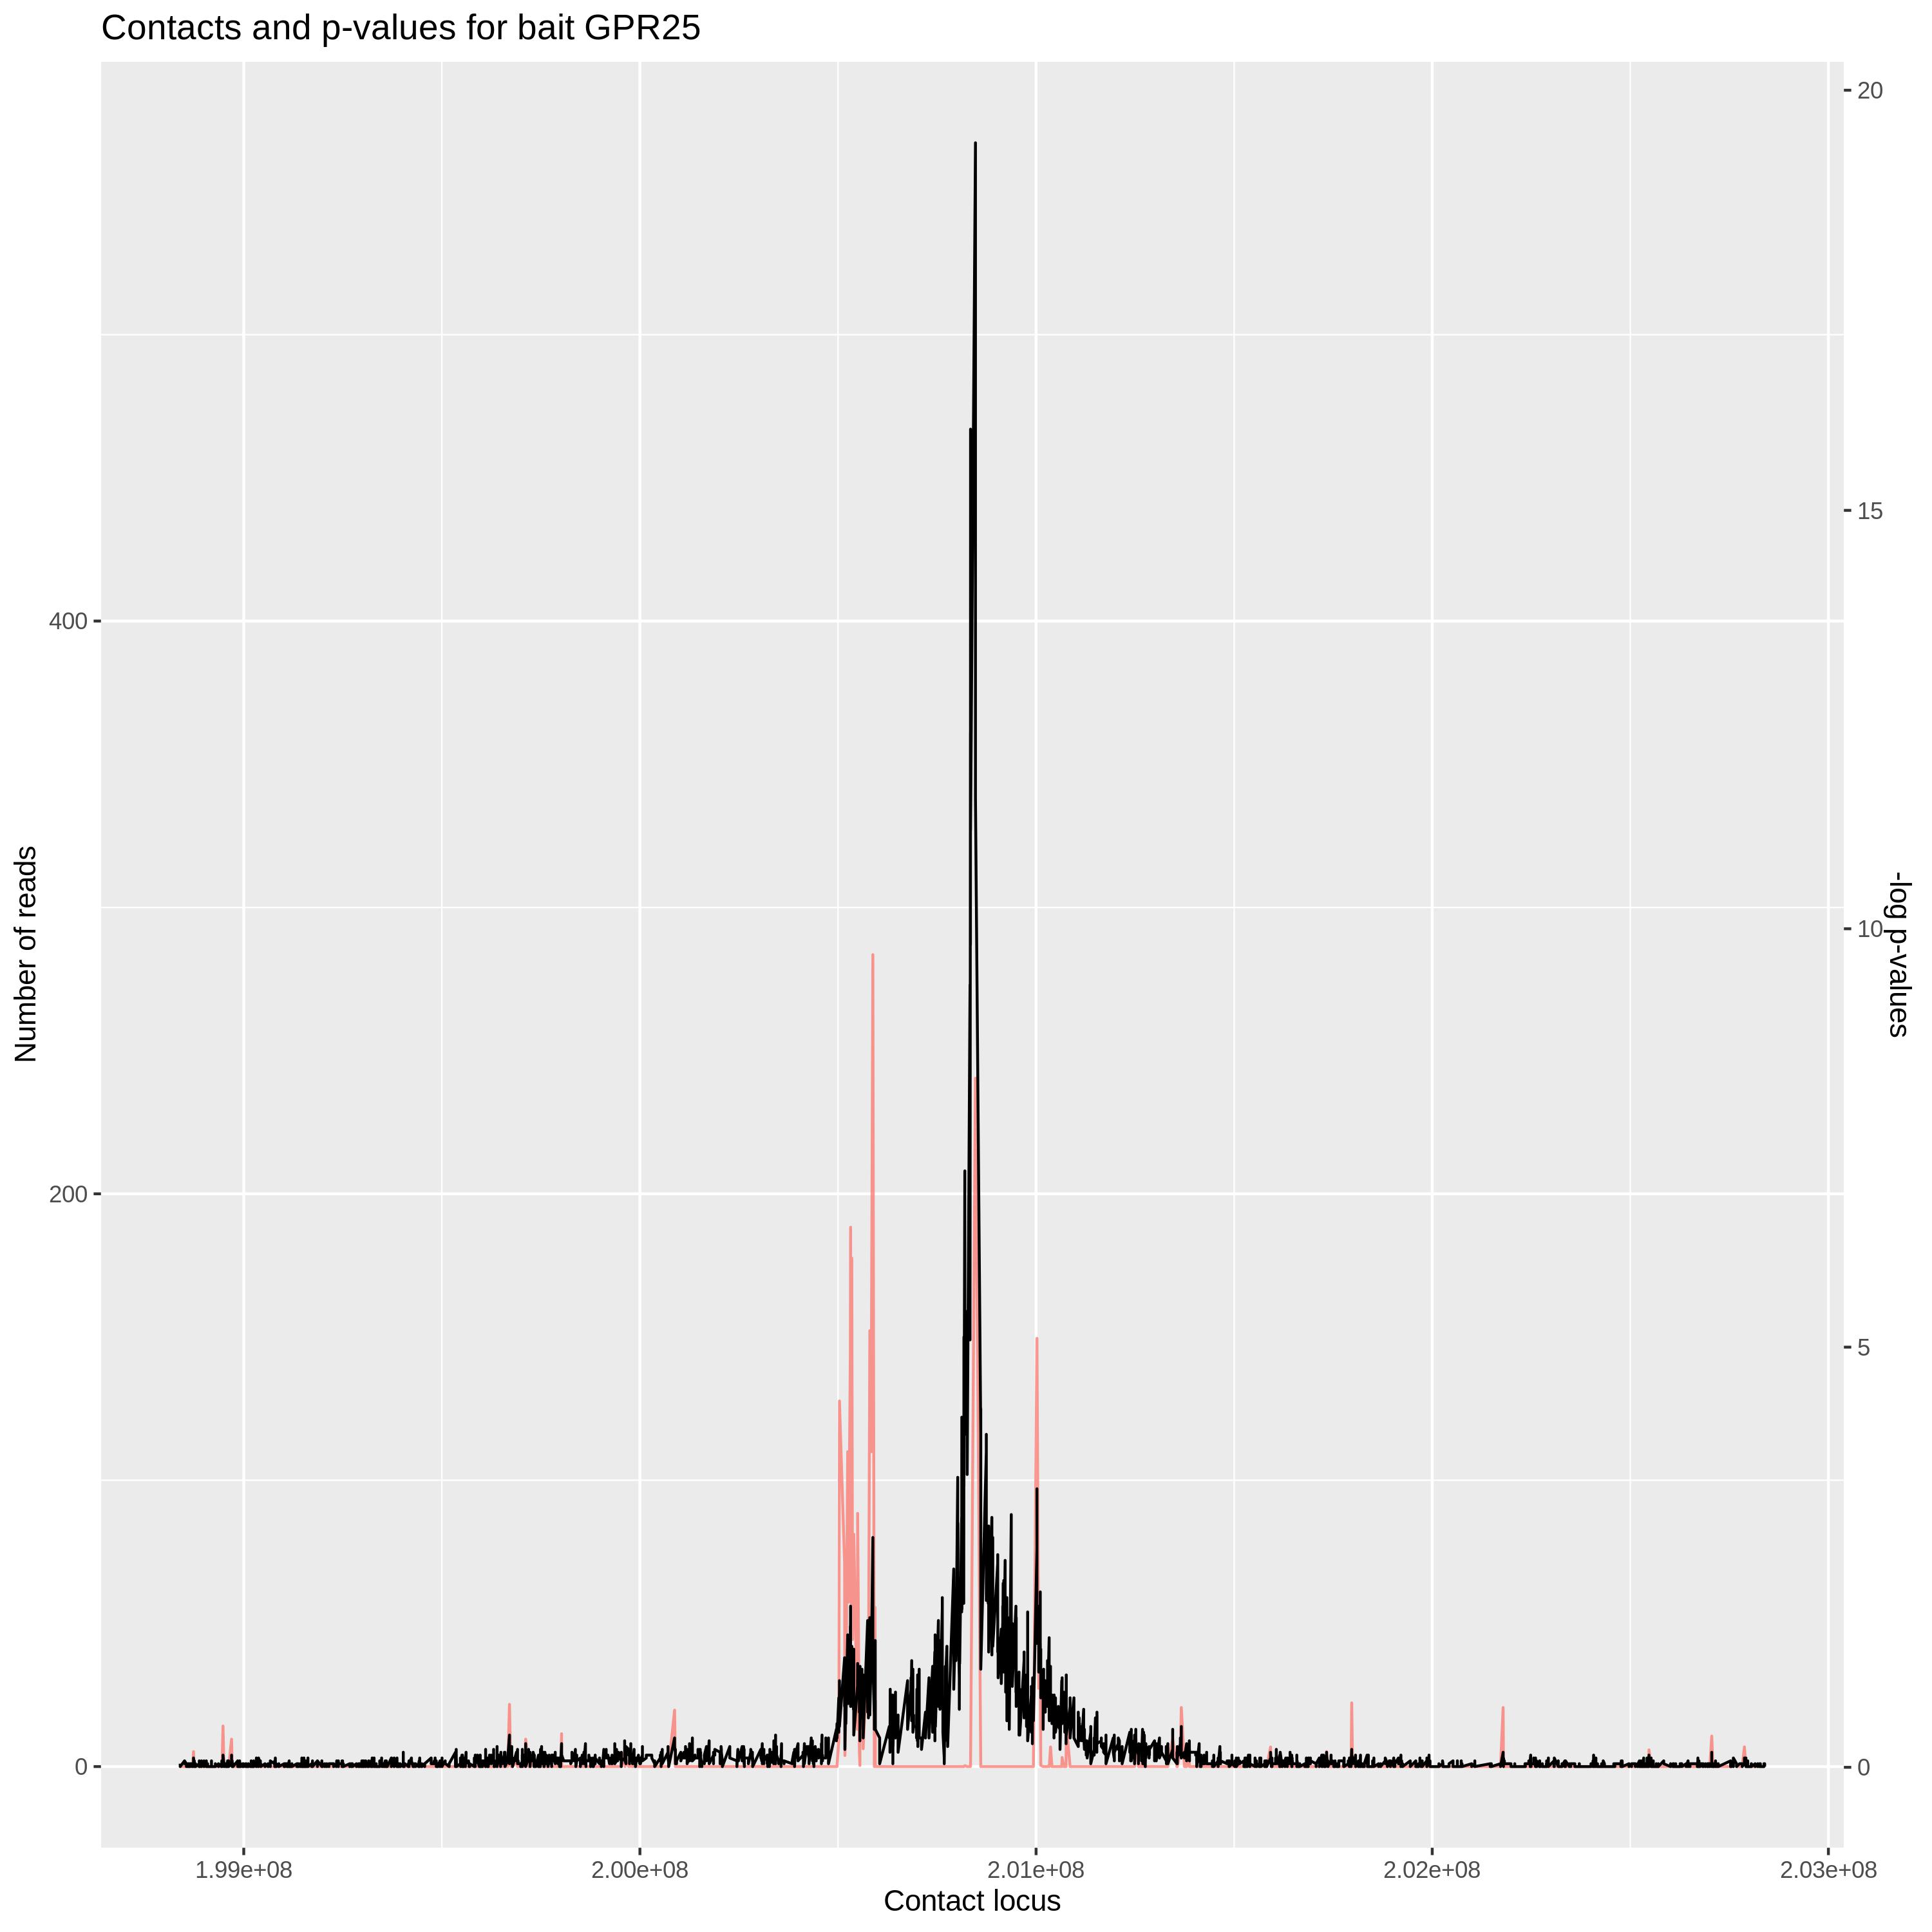 Contacts and p-values for bait GPR25
Number of reads
400
200
0
20
15
10
5
0
-log p-values
1.99e+08 2.00e+08 2.01e+08 2.02e+08 2.03e+08
Contact locus